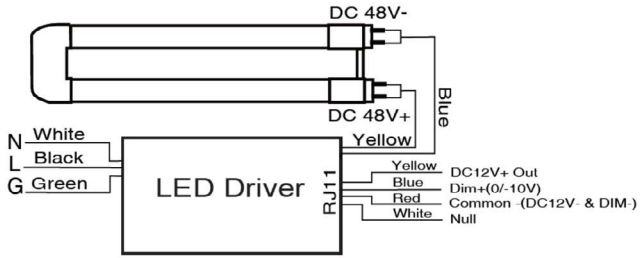 DC 48V-
DC 48V+
Blue
Yellow
N White
L Black
G Green
LED Driver
RJ11
Yellow DC12V+ Out
Blue Dim+(0/-10V)
Red Common -(DC12V- & DIM-)
White Null